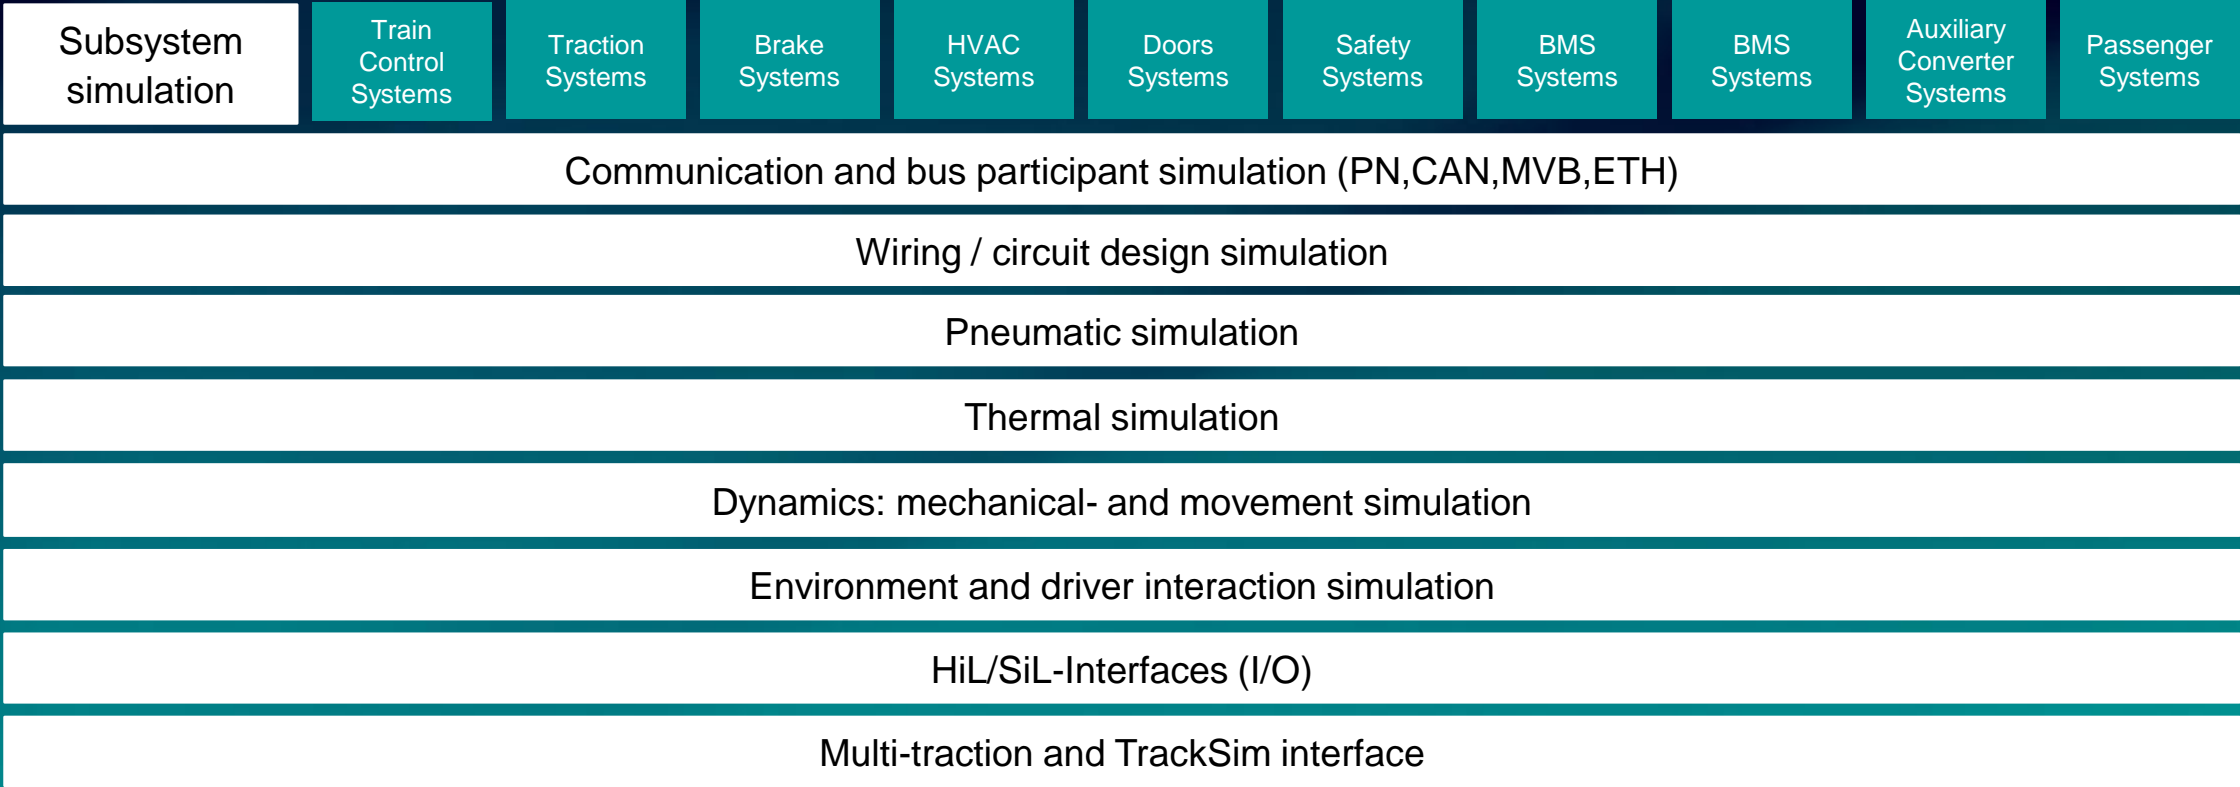 Subsystem
simulation
Train
Control
Systems
Traction
Systems
Brake
Systems
HVAC
Systems
Doors
Systems
Safety
Systems
BMS
Systems
BMS
Systems
Auxiliary
Converter
Systems
Passenger
Systems
Communication and bus participant simulation (PN,CAN,MVB,ETH)
Wiring / circuit design simulation
Pneumatic simulation
Thermal simulation
Dynamics: mechanical- and movement simulation
Environment and driver interaction simulation
HiL/SiL-Interfaces (I/O)
Multi-traction and TrackSim interface